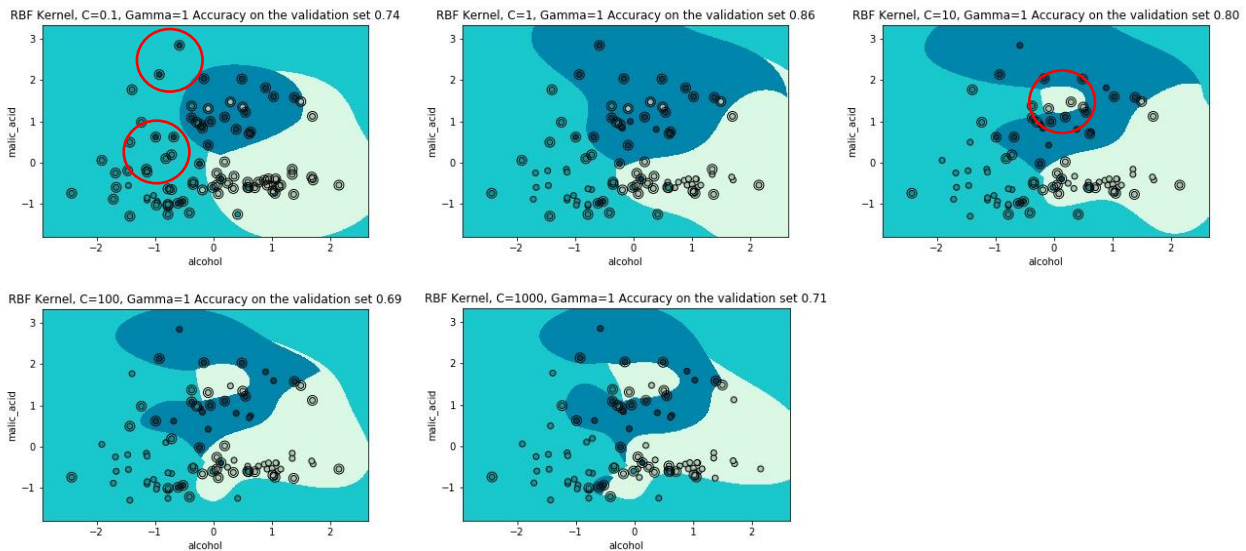 RBF Kernel, C=0.1, Gamma=1 Accuracy on the validation set 0.74
3
2
1
0
−1
malic_acid
−2 −1 0 1 2
alcohol
RBF Kernel, C=1, Gamma=1 Accuracy on the validation set 0.86
3
2
1
0
−1
malic_acid
−2 −1 0 1 2
alcohol
RBF Kernel, C=10, Gamma=1 Accuracy on the validation set 0.80
3
2
1
0
−1
malic_acid
−2 −1 0 1 2
alcohol
RBF Kernel, C=100, Gamma=1 Accuracy on the validation set 0.69
3
2
1
0
−1
malic_acid
−2 −1 0 1 2
alcohol
RBF Kernel, C=1000, Gamma=1 Accuracy on the validation set 0.71
3
2
1
0
−1
malic_acid
−2 −1 0 1 2
alcohol